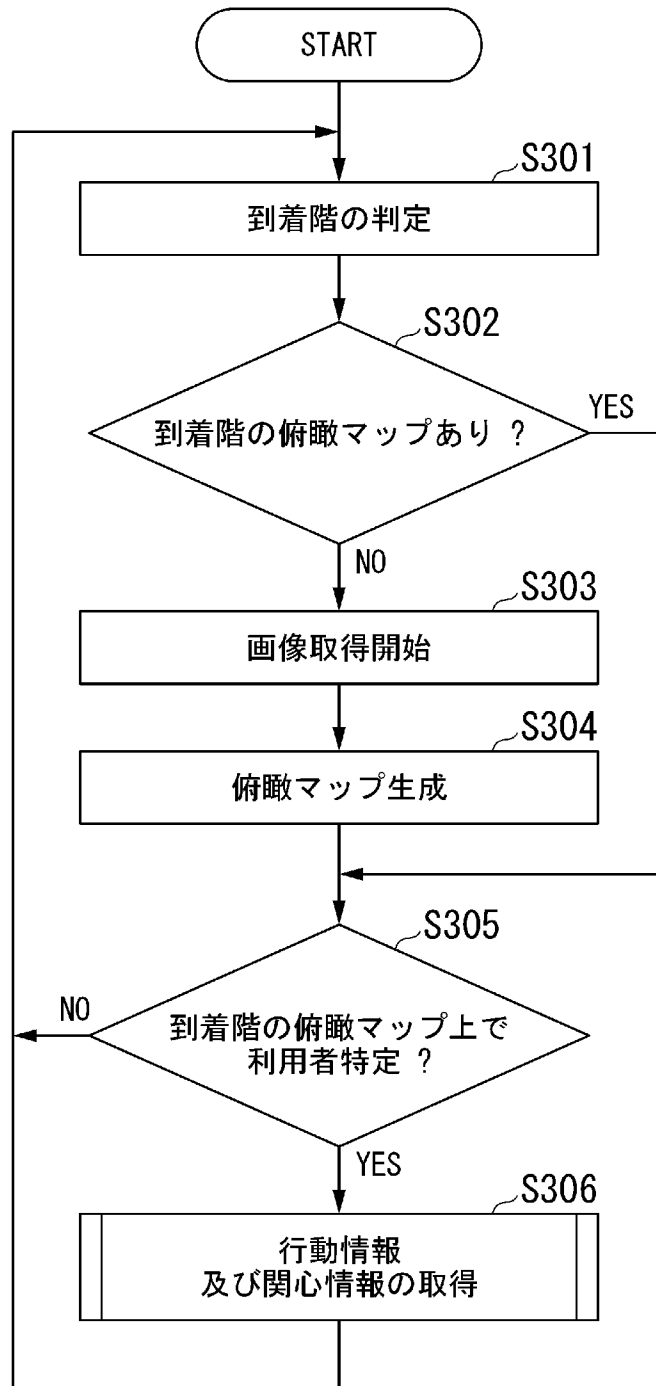 START
S301
到着階の判定
S302
到着階の俯瞰マップあり ?
YES
NO
S303
画像取得開始
S304
俯瞰マップ生成
S305
NO
到着階の俯瞰マップ上で
利用者特定 ?
YES
S306
行動情報
及び関心情報の取得